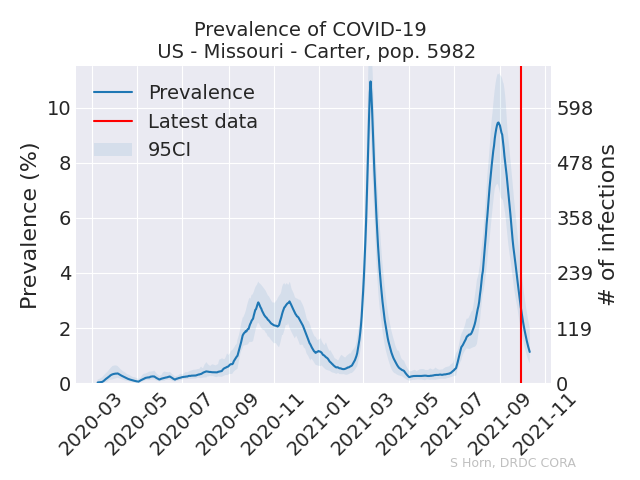 Prevalence of COVID-19
US - Missouri - Carter, pop. 5982
Prevalence
Latest data
95CI
Prevalence (%)
10
8
6
4
2
0
598
478
358
239
119
0
# of infections
2020-03
2020-05
2020-07
2020-09
2020-11
2021-01
2021-03
2021-05
2021-07
2021-09
2021-11
S Horn, DRDC CORA